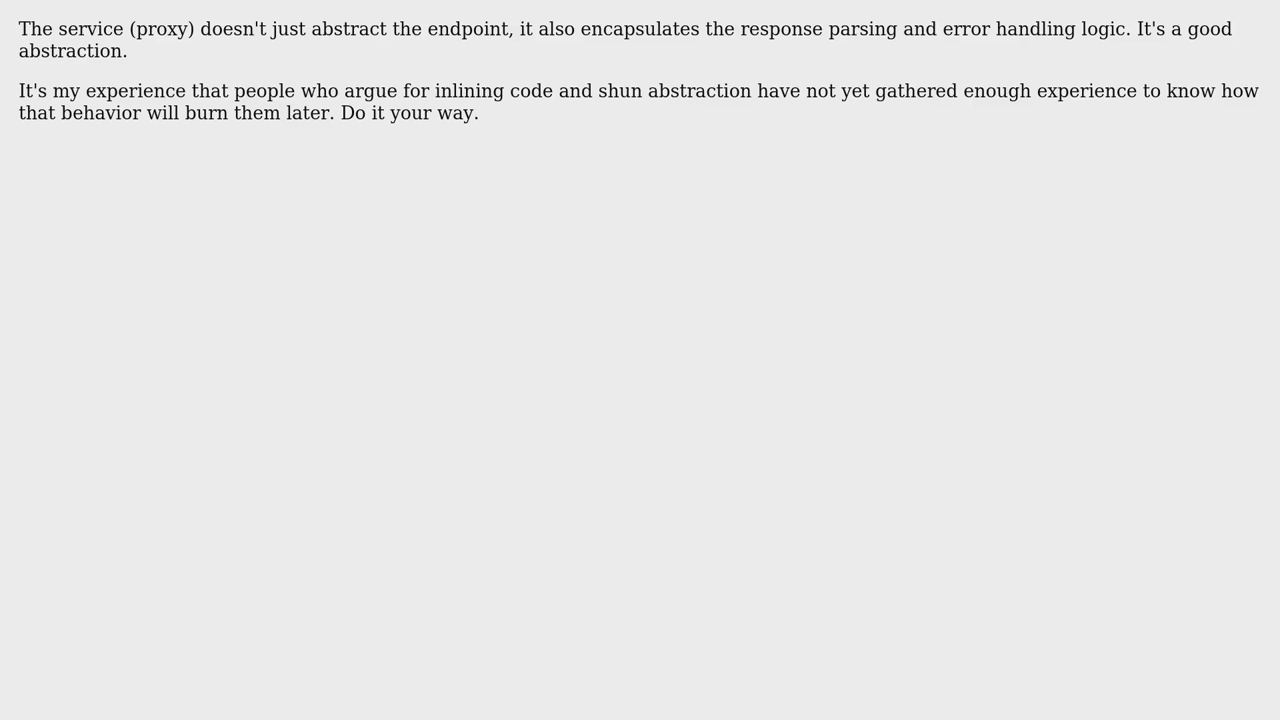 The service (proxy) doesn't just abstract the endpoint, it also encapsulates the response parsing and error handling logic. It's a good
abstraction.
It's my experience that people who argue for inlining code and shun abstraction have not yet gathered enough experience to know how
that behavior will burn them later. Do it your way.